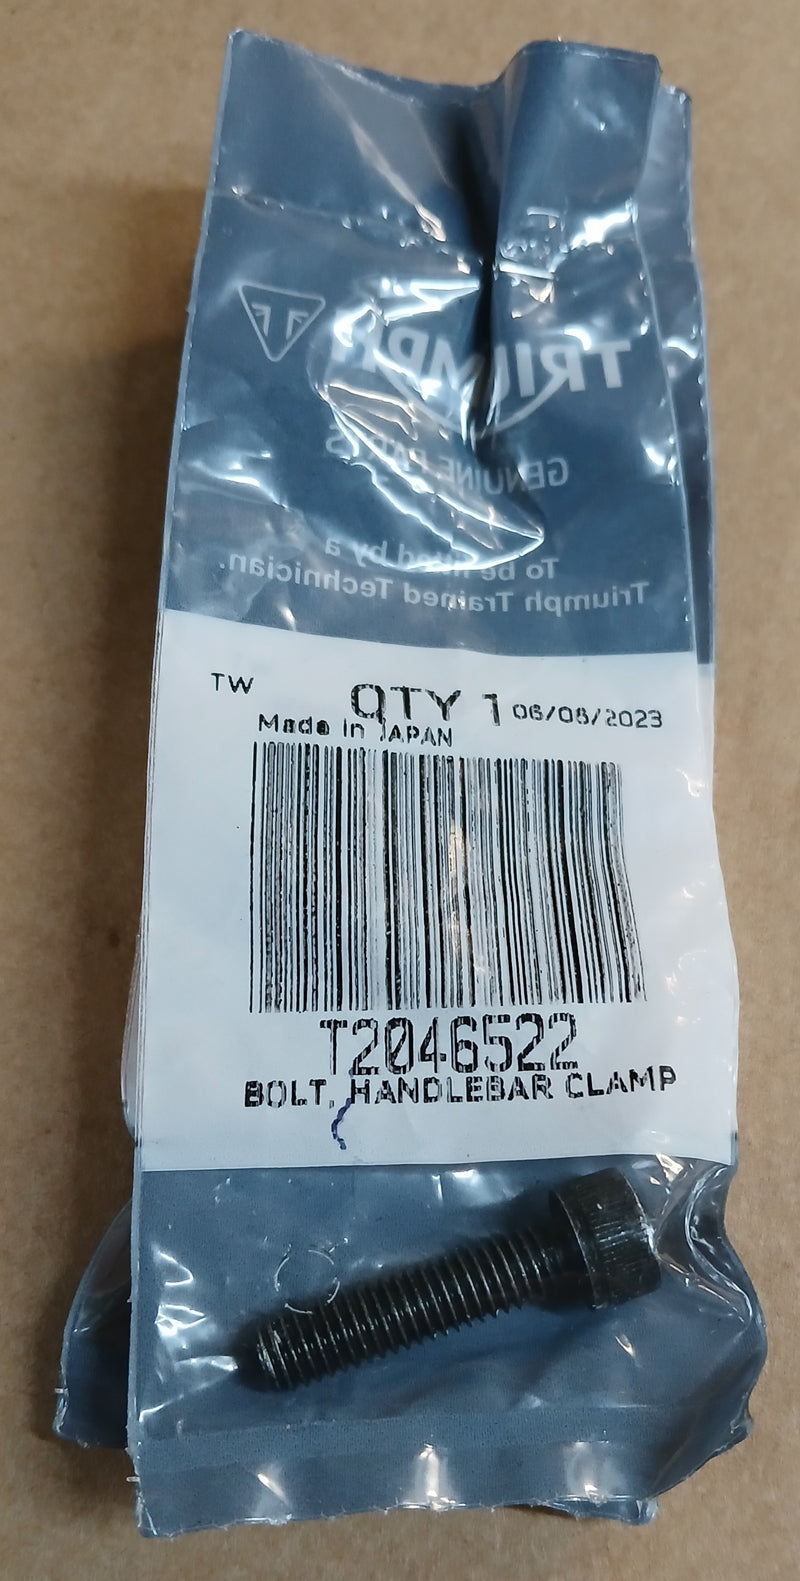 TRIUMPH
GENUINE PARTS
To be fitted by a
Triumph Trained Technician.
TW
QTY 1 06/06/2023
Made in JAPAN
T2046522
BOLT, HANDLEBAR CLAMP